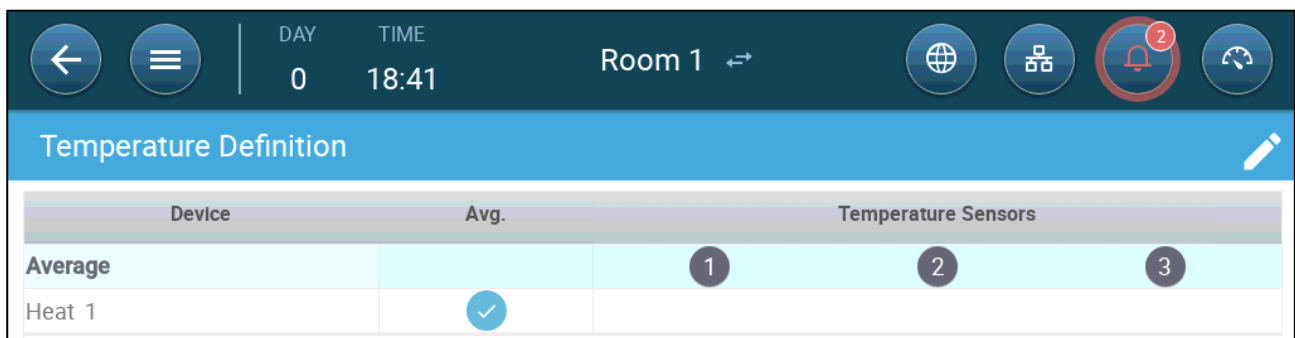 DAY TIME
0 18:41
Room 1
2
Temperature Definition
Device Avg. Temperature Sensors
Average 1 2 3
Heat 1